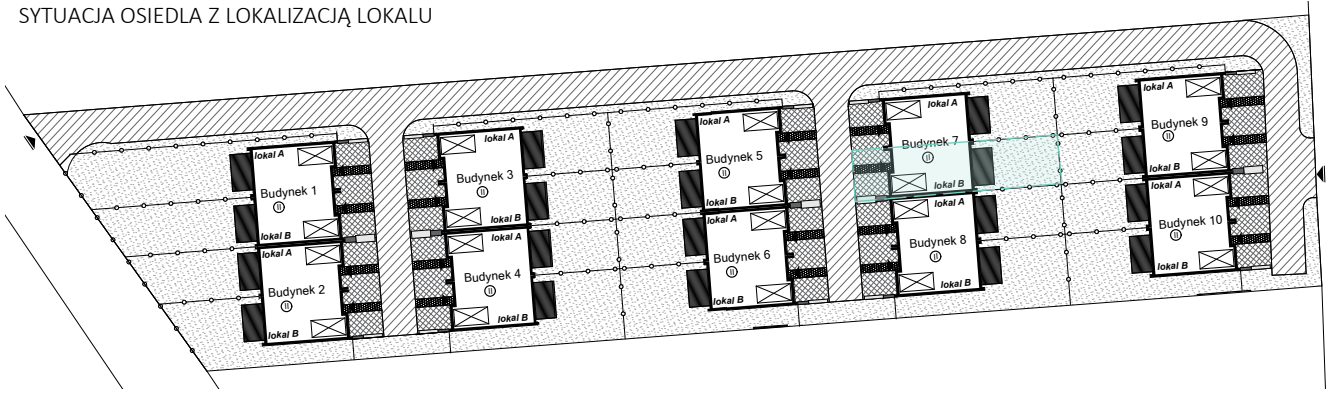 SYTUACJA OSIEDLA Z LOKALIZACJĄ LOKALU
lokal A
Budynek 1
II
lokal B
lokal A
Budynek 2
II
lokal B
lokal A
Budynek 3
II
lokal B
lokal A
Budynek 4
II
lokal B
lokal A
Budynek 5
II
lokal B
lokal A
Budynek 6
II
lokal B
lokal A
Budynek 7
II
lokal B
lokal A
Budynek 8
II
lokal B
lokal A
Budynek 9
II
lokal B
lokal A
Budynek 10
II
lokal B